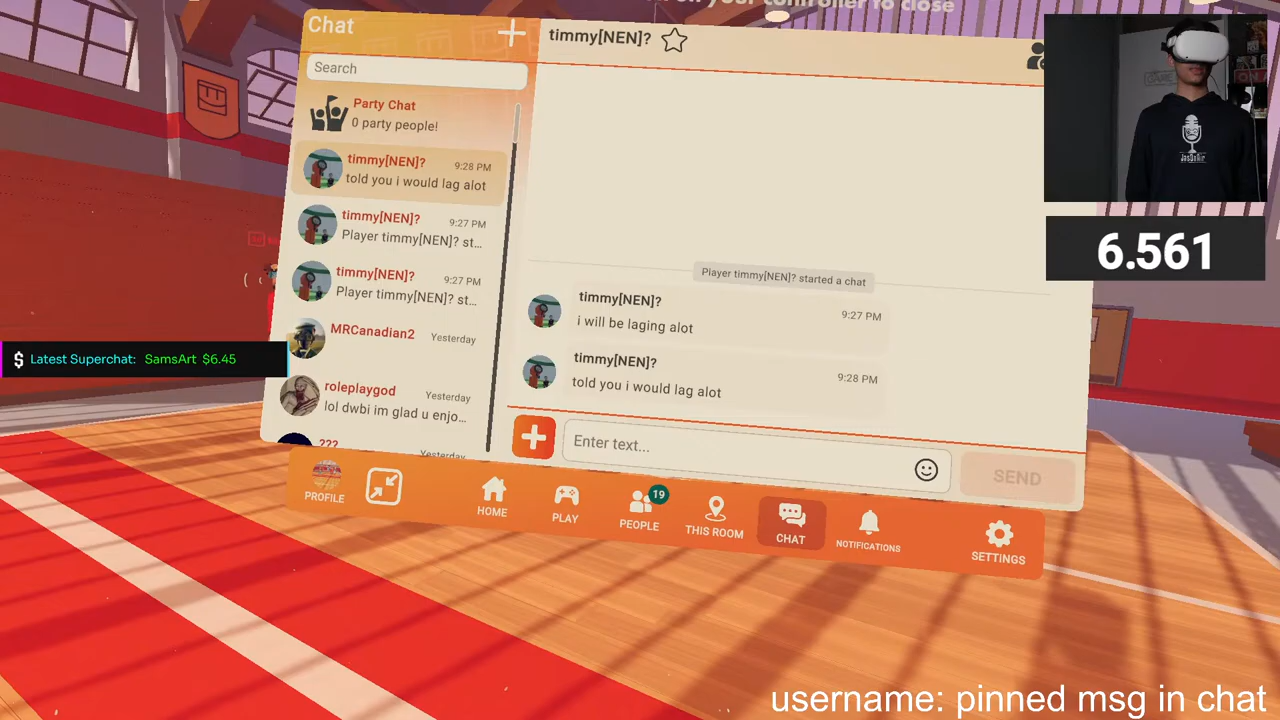 your controller to close
Chat
Search
Party Chat
0 party people!
timmy[NEN]?
9:28 PM
told you i would lag alot
timmy[NEN]?
9:27 PM
Player timmy[NEN]? st...
timmy[NEN]?
9:27 PM
Player timmy[NEN]? st...
MRCanadian2
Yesterday
roleplaygod
Yesterday
lol dwbi im glad u enjo...
???
Yesterday
timmy[NEN]?
Player timmy[NEN]? started a chat
timmy[NEN]?
9:27 PM
i will be laging alot
timmy[NEN]?
9:28 PM
told you i would lag alot
Enter text...
SEND
PROFILE
HOME
PLAY
19
PEOPLE
THIS ROOM
CHAT
NOTIFICATIONS
SETTINGS
6.561
$ Latest Superchat: SamsArt $6.45
username: pinned msg in chat